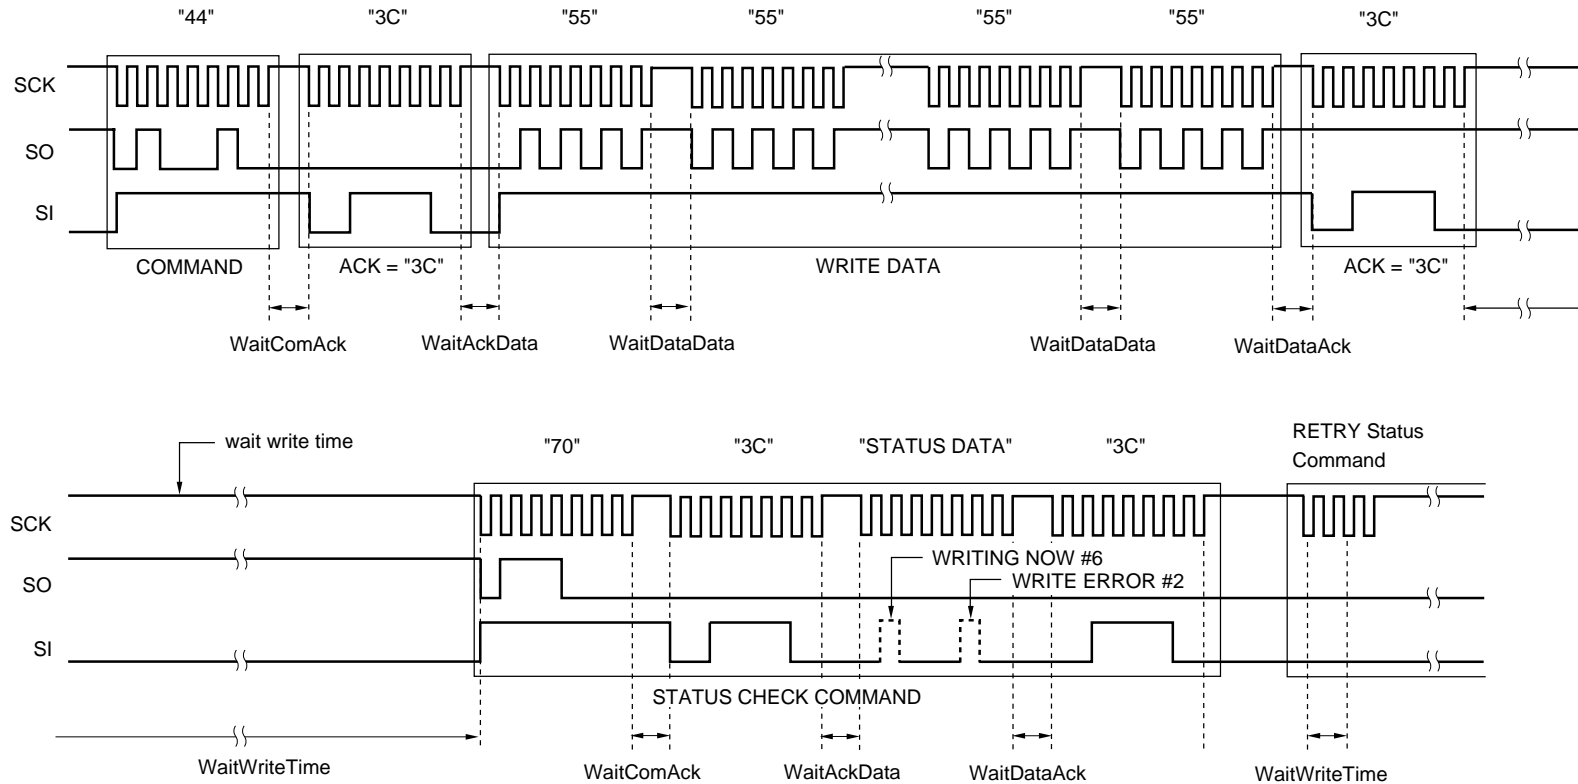 "44" "3C" "55" "55" "55" "55" "3C"
SCK
SO
SI
COMMAND ACK = "3C" WRITE DATA ACK = "3C"
WaitComAck WaitAckData WaitDataData WaitDataData WaitDataAck
wait write time
"70" "3C" "STATUS DATA" "3C"
RETRY Status
Command
SCK
SO
SI
WRITING NOW #6
WRITE ERROR #2
STATUS CHECK COMMAND
WaitWriteTime WaitComAck WaitAckData WaitDataAck WaitWriteTime